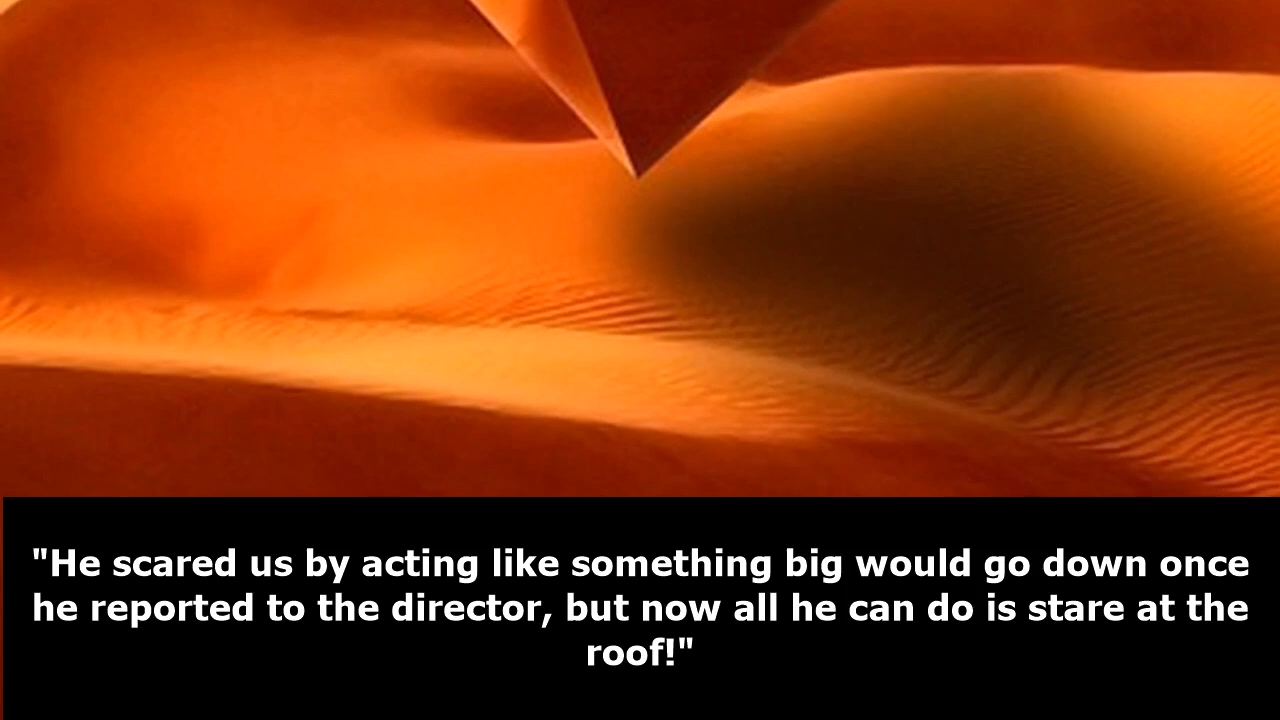 "He scared us by acting like something big would go down once
he reported to the director, but now all he can do is stare at the
roof!"